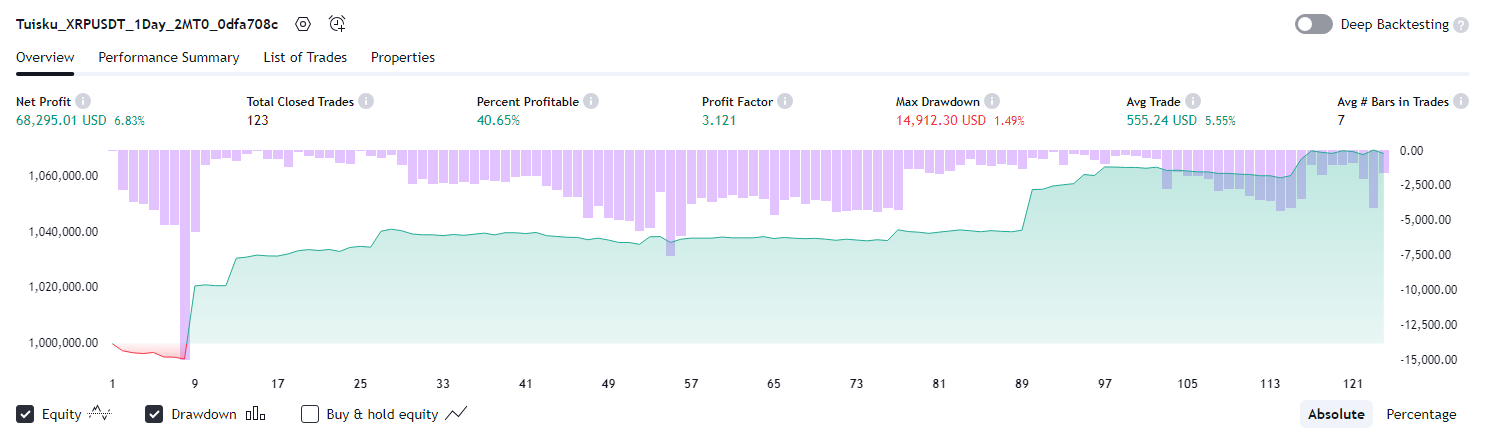 Tuisku_XRPUSDT_1Day_2MT0_0dfa708c
Deep Backtesting ?
Overview Performance Summary List of Trades Properties
Net Profit i Total Closed Trades i Percent Profitable i Profit Factor i Max Drawdown i Avg Trade i Avg # Bars in Trades i
68,295.01 USD 6.83% 123 40.65% 3.121 14,912.30 USD 1.49% 555.24 USD 5.55% 7
0.00
1,060,000.00
-2,500.00
-5,000.00
1,040,000.00
-7,500.00
1,020,000.00
-10,000.00
-12,500.00
1,000,000.00
-15,000.00
1 9 17 25 33 41 49 57 65 73 81 89 97 105 113 121
Equity Drawdown Buy & hold equity Absolute Percentage